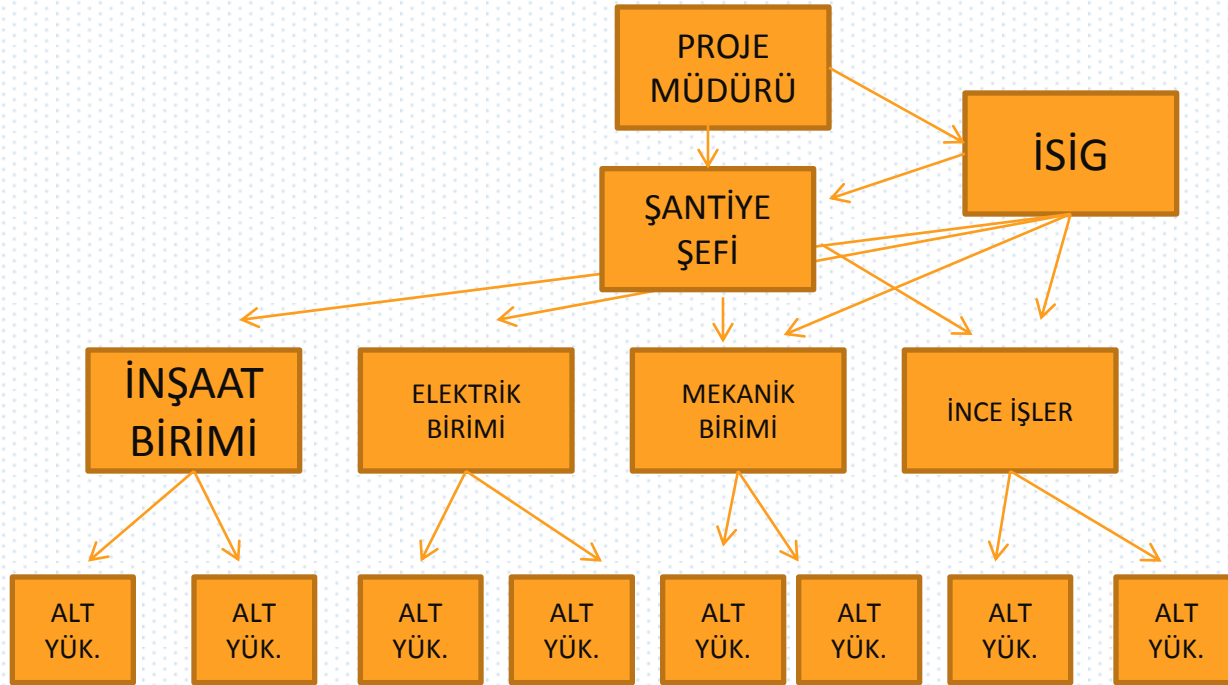 PROJE
MÜDÜRÜ
İSİG
ŞANTİYE
ŞEFİ
İNŞAAT
BİRİMİ
ELEKTRİK
BİRİMİ
MEKANİK
BİRİMİ
İNCE İŞLER
ALT
YÜK.
ALT
YÜK.
ALT
YÜK.
ALT
YÜK.
ALT
YÜK.
ALT
YÜK.
ALT
YÜK.
ALT
YÜK.